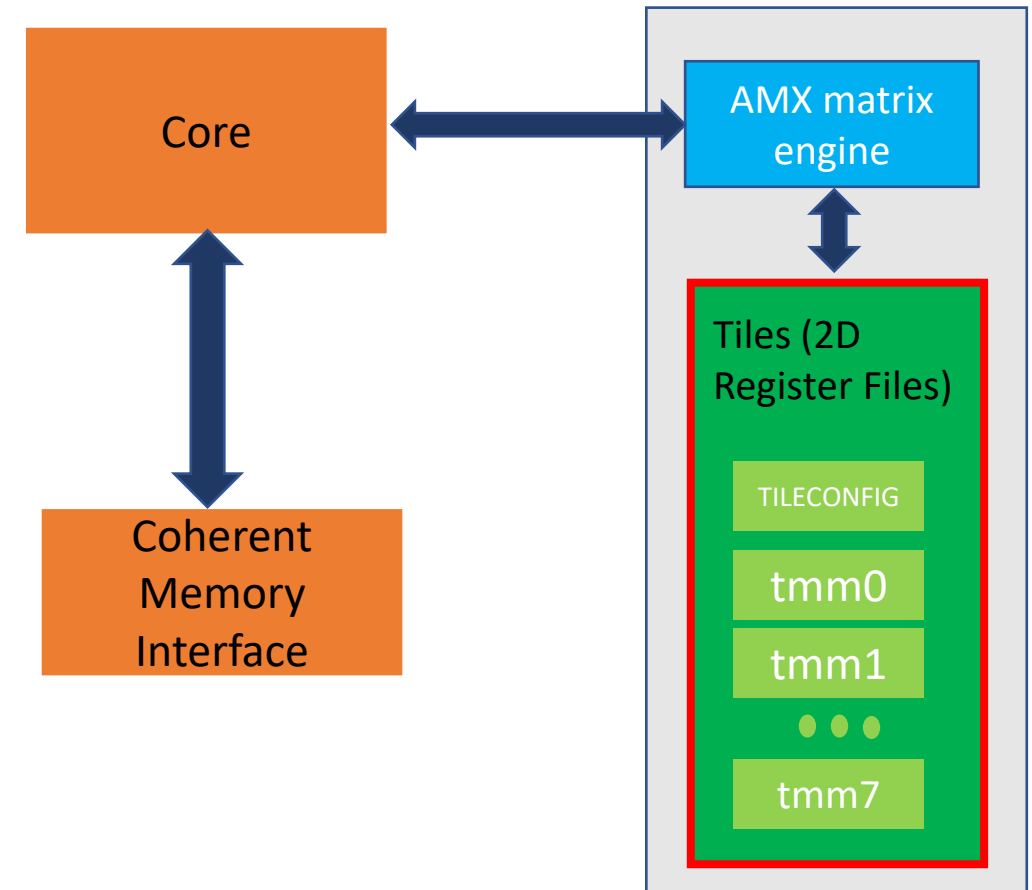 Core
AMX matrix
engine
Tiles (2D
Register Files)
TILECONFIG
Coherent
Memory
Interface
tmm0
tmm1
tmm7